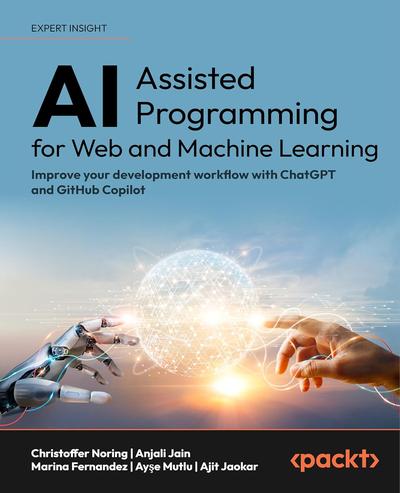 EXPERT INSIGHT
AI Assisted
Programming
for Web and Machine Learning
Improve your development workflow with ChatGPT
and GitHub Copilot
Christoffer Noring | Anjali Jain
Marina Fernandez | Ayşe Mutlu | Ajit Jaokar
<packt>